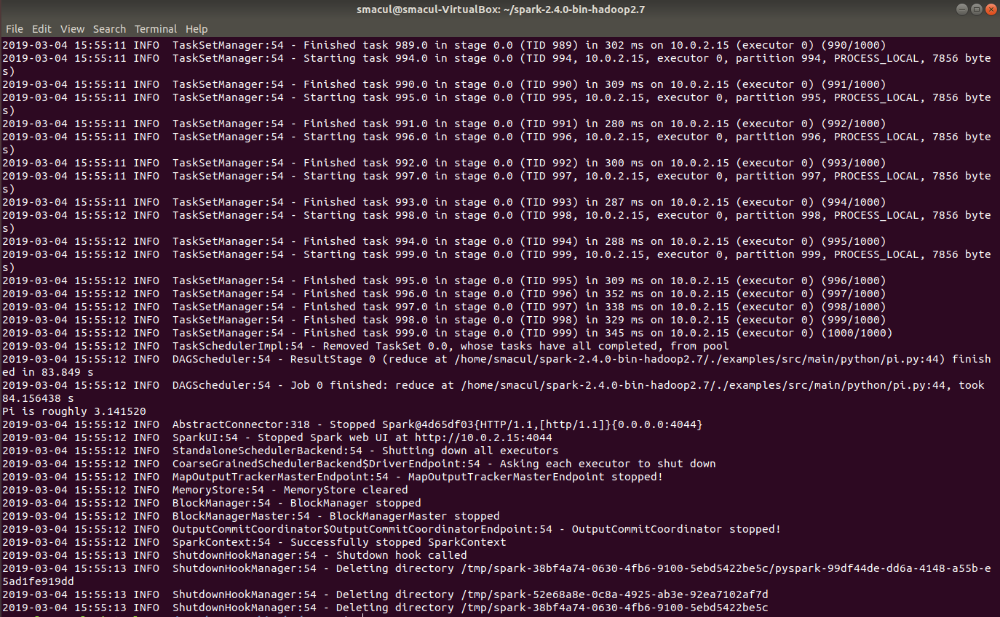 smacul@smacul-VirtualBox: ~/spark-2.4.0-bin-hadoop2.7
File Edit View Search Terminal Help
2019-03-04 15:55:11 INFO  TaskSetManager:54 - Finished task 989.0 in stage 0.0 (TID 989) in 302 ms on 10.0.2.15 (executor 0) (990/1000)
2019-03-04 15:55:11 INFO  TaskSetManager:54 - Starting task 994.0 in stage 0.0 (TID 994, 10.0.2.15, executor 0, partition 994, PROCESS_LOCAL, 7856 byte
s)
2019-03-04 15:55:11 INFO  TaskSetManager:54 - Finished task 990.0 in stage 0.0 (TID 990) in 309 ms on 10.0.2.15 (executor 0) (991/1000)
2019-03-04 15:55:11 INFO  TaskSetManager:54 - Starting task 995.0 in stage 0.0 (TID 995, 10.0.2.15, executor 0, partition 995, PROCESS_LOCAL, 7856 byte
s)
2019-03-04 15:55:11 INFO  TaskSetManager:54 - Finished task 991.0 in stage 0.0 (TID 991) in 280 ms on 10.0.2.15 (executor 0) (992/1000)
2019-03-04 15:55:11 INFO  TaskSetManager:54 - Starting task 996.0 in stage 0.0 (TID 996, 10.0.2.15, executor 0, partition 996, PROCESS_LOCAL, 7856 byte
s)
2019-03-04 15:55:11 INFO  TaskSetManager:54 - Finished task 992.0 in stage 0.0 (TID 992) in 300 ms on 10.0.2.15 (executor 0) (993/1000)
2019-03-04 15:55:11 INFO  TaskSetManager:54 - Starting task 997.0 in stage 0.0 (TID 997, 10.0.2.15, executor 0, partition 997, PROCESS_LOCAL, 7856 byte
s)
2019-03-04 15:55:11 INFO  TaskSetManager:54 - Finished task 993.0 in stage 0.0 (TID 993) in 287 ms on 10.0.2.15 (executor 0) (994/1000)
2019-03-04 15:55:12 INFO  TaskSetManager:54 - Starting task 998.0 in stage 0.0 (TID 998, 10.0.2.15, executor 0, partition 998, PROCESS_LOCAL, 7856 byte
s)
2019-03-04 15:55:12 INFO  TaskSetManager:54 - Finished task 994.0 in stage 0.0 (TID 994) in 288 ms on 10.0.2.15 (executor 0) (995/1000)
2019-03-04 15:55:12 INFO  TaskSetManager:54 - Starting task 999.0 in stage 0.0 (TID 999, 10.0.2.15, executor 0, partition 999, PROCESS_LOCAL, 7856 byte
s)
2019-03-04 15:55:12 INFO  TaskSetManager:54 - Finished task 995.0 in stage 0.0 (TID 995) in 309 ms on 10.0.2.15 (executor 0) (996/1000)
2019-03-04 15:55:12 INFO  TaskSetManager:54 - Finished task 996.0 in stage 0.0 (TID 996) in 352 ms on 10.0.2.15 (executor 0) (997/1000)
2019-03-04 15:55:12 INFO  TaskSetManager:54 - Finished task 997.0 in stage 0.0 (TID 997) in 338 ms on 10.0.2.15 (executor 0) (998/1000)
2019-03-04 15:55:12 INFO  TaskSetManager:54 - Finished task 998.0 in stage 0.0 (TID 998) in 329 ms on 10.0.2.15 (executor 0) (999/1000)
2019-03-04 15:55:12 INFO  TaskSetManager:54 - Finished task 999.0 in stage 0.0 (TID 999) in 345 ms on 10.0.2.15 (executor 0) (1000/1000)
2019-03-04 15:55:12 INFO  TaskSchedulerImpl:54 - Removed TaskSet 0.0, whose tasks have all completed, from pool
2019-03-04 15:55:12 INFO  DAGScheduler:54 - ResultStage 0 (reduce at /home/smacul/spark-2.4.0-bin-hadoop2.7/./examples/src/main/python/pi.py:44) finish
ed in 83.849 s
2019-03-04 15:55:12 INFO  DAGScheduler:54 - Job 0 finished: reduce at /home/smacul/spark-2.4.0-bin-hadoop2.7/./examples/src/main/python/pi.py:44, took
84.156438 s
Pi is roughly 3.141520
2019-03-04 15:55:12 INFO  AbstractConnector:318 - Stopped Spark@4d65df03{HTTP/1.1,[http/1.1]}{0.0.0.0:4044}
2019-03-04 15:55:12 INFO  SparkUI:54 - Stopped Spark web UI at http://10.0.2.15:4044
2019-03-04 15:55:12 INFO  StandaloneSchedulerBackend:54 - Shutting down all executors
2019-03-04 15:55:12 INFO  CoarseGrainedSchedulerBackend$DriverEndpoint:54 - Asking each executor to shut down
2019-03-04 15:55:12 INFO  MapOutputTrackerMasterEndpoint:54 - MapOutputTrackerMasterEndpoint stopped!
2019-03-04 15:55:12 INFO  MemoryStore:54 - MemoryStore cleared
2019-03-04 15:55:12 INFO  BlockManager:54 - BlockManager stopped
2019-03-04 15:55:12 INFO  BlockManagerMaster:54 - BlockManagerMaster stopped
2019-03-04 15:55:12 INFO  OutputCommitCoordinator$OutputCommitCoordinatorEndpoint:54 - OutputCommitCoordinator stopped!
2019-03-04 15:55:12 INFO  SparkContext:54 - Successfully stopped SparkContext
2019-03-04 15:55:13 INFO  ShutdownHookManager:54 - Shutdown hook called
2019-03-04 15:55:13 INFO  ShutdownHookManager:54 - Deleting directory /tmp/spark-38bf4a74-0630-4fb6-9100-5ebd5422be5c/pyspark-99df44de-dd6a-4148-a55b-e
5ad1fe919dd
2019-03-04 15:55:13 INFO  ShutdownHookManager:54 - Deleting directory /tmp/spark-52e68a8e-0c8a-4925-ab3e-92ea7102af7d
2019-03-04 15:55:13 INFO  ShutdownHookManager:54 - Deleting directory /tmp/spark-38bf4a74-0630-4fb6-9100-5ebd5422be5c